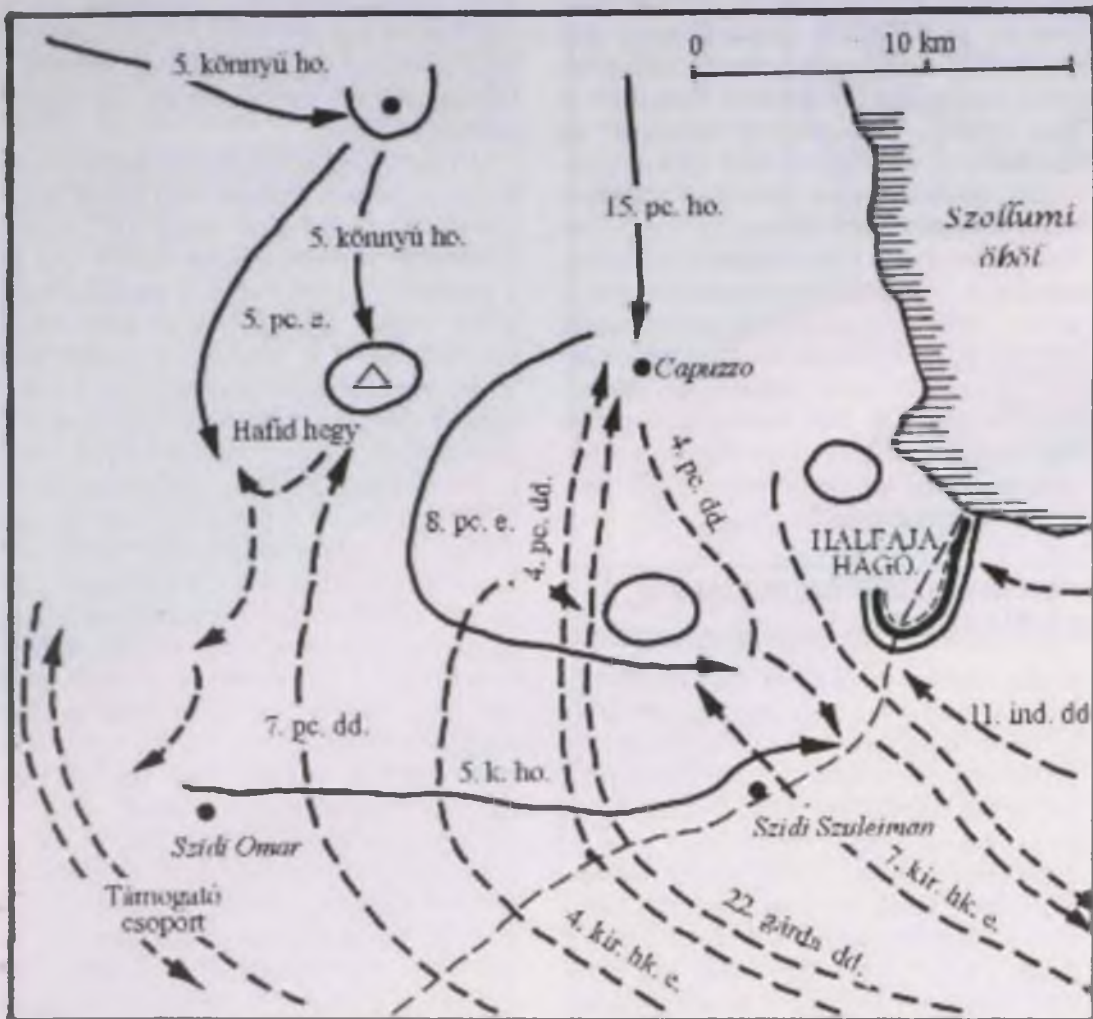 0
10 km
5. könnyű ho.
15. pc. ho.
Szollumi
öböl
5. könnyű ho.
5. pc. e.
Capuzzo
Hafid hegy
4. pc. dd.
4. pc. dd.
8. pc. e.
HALFAJA
HÁGÓ.
11. ind. dd
7. pc. dd.
5. k. ho.
Szidi Omar
Szidi Szuleiman
Támogató
csoport
7. kir. hk. e.
22. gárda dd.
4. kir. hk. e.